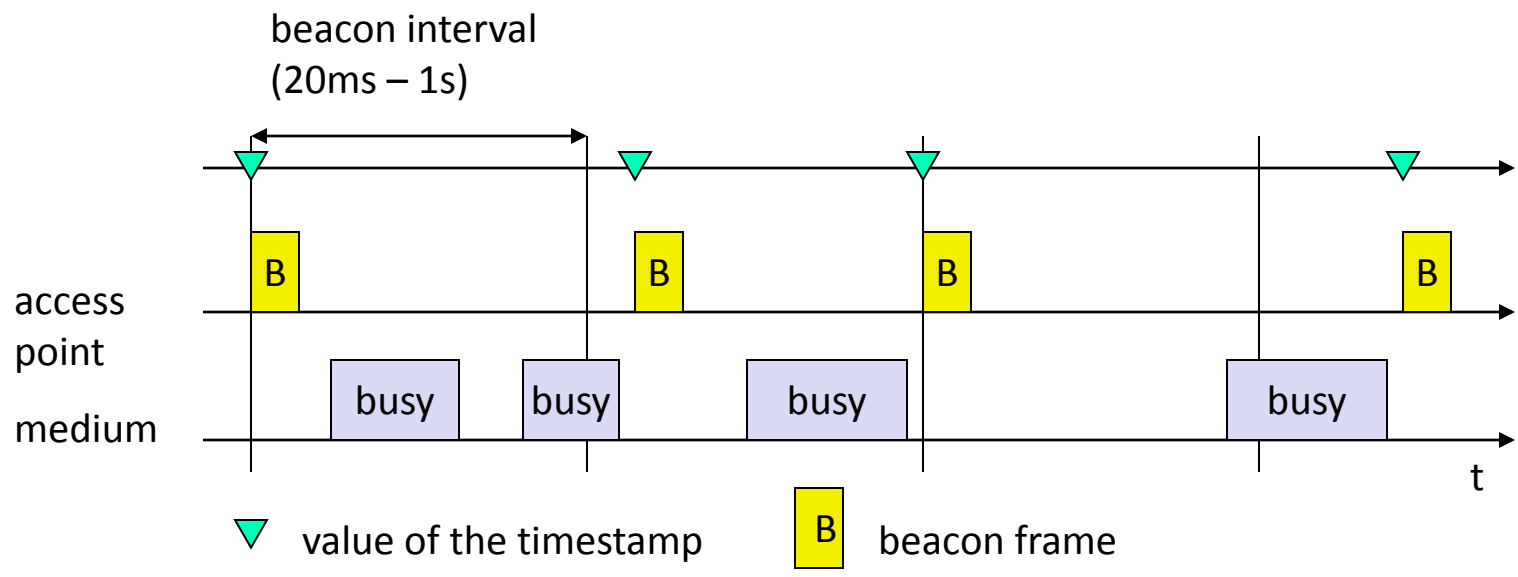 beacon interval
(20ms – 1s)
B B B B
access
point
busy busy busy busy
medium
t
value of the timestamp
B beacon frame